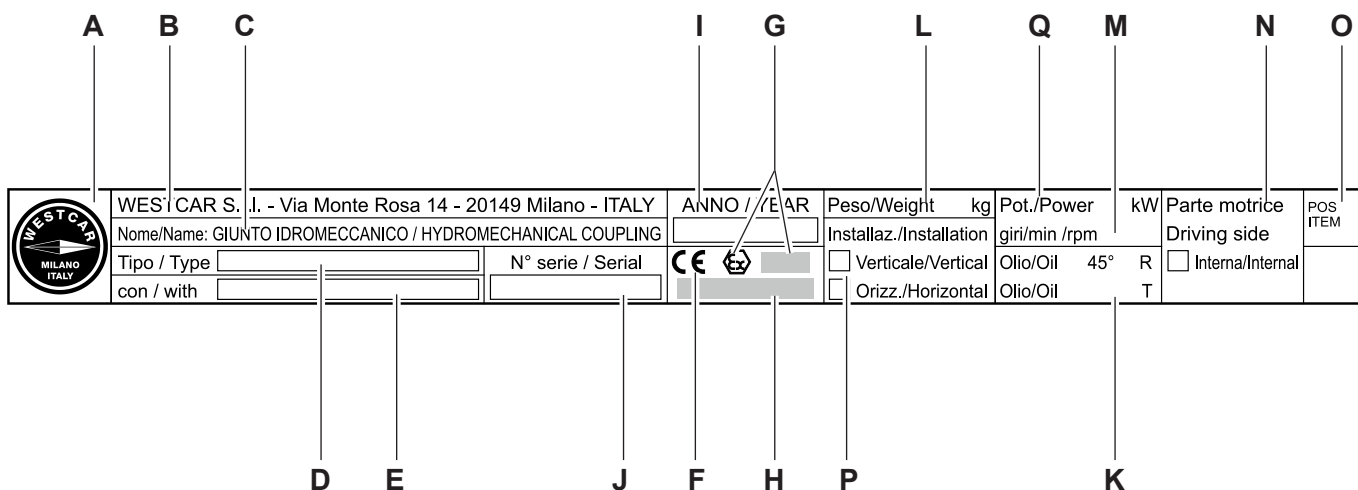 A B C I G L Q M N O
WESTCAR MILANO ITALY
WESTCAR S.r.l. - Via Monte Rosa 14 - 20149 Milano - ITALY
Nome/Name: GIUNTO IDROMECCANICO / HYDROMECHANICAL COUPLING
Tipo / Type
con / with
N° serie / Serial
ANNO / YEAR
CE Ex
Peso/Weight kg
Installaz./Installation
Verticale/Vertical
Orizz./Horizontal
Pot./Power kW
giri/min /rpm
Olio/Oil 45° R
Olio/Oil T
Parte motrice
Driving side
Interna/Internal
POS
ITEM
D E J F H P K